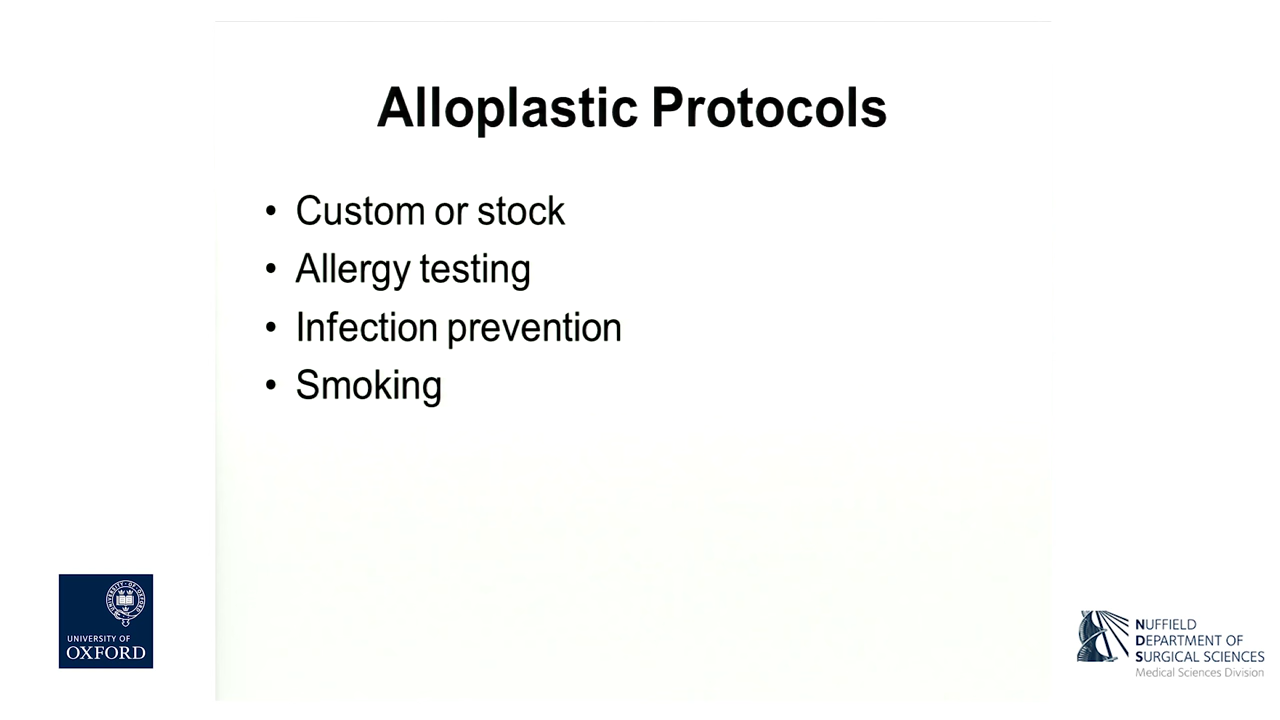 Alloplastic Protocols
• Custom or stock
• Allergy testing
• Infection prevention
• Smoking
UNIVERSITY OF
OXFORD
NUFFIELD
DEPARTMENT OF
SURGICAL SCIENCES
Medical Sciences Division